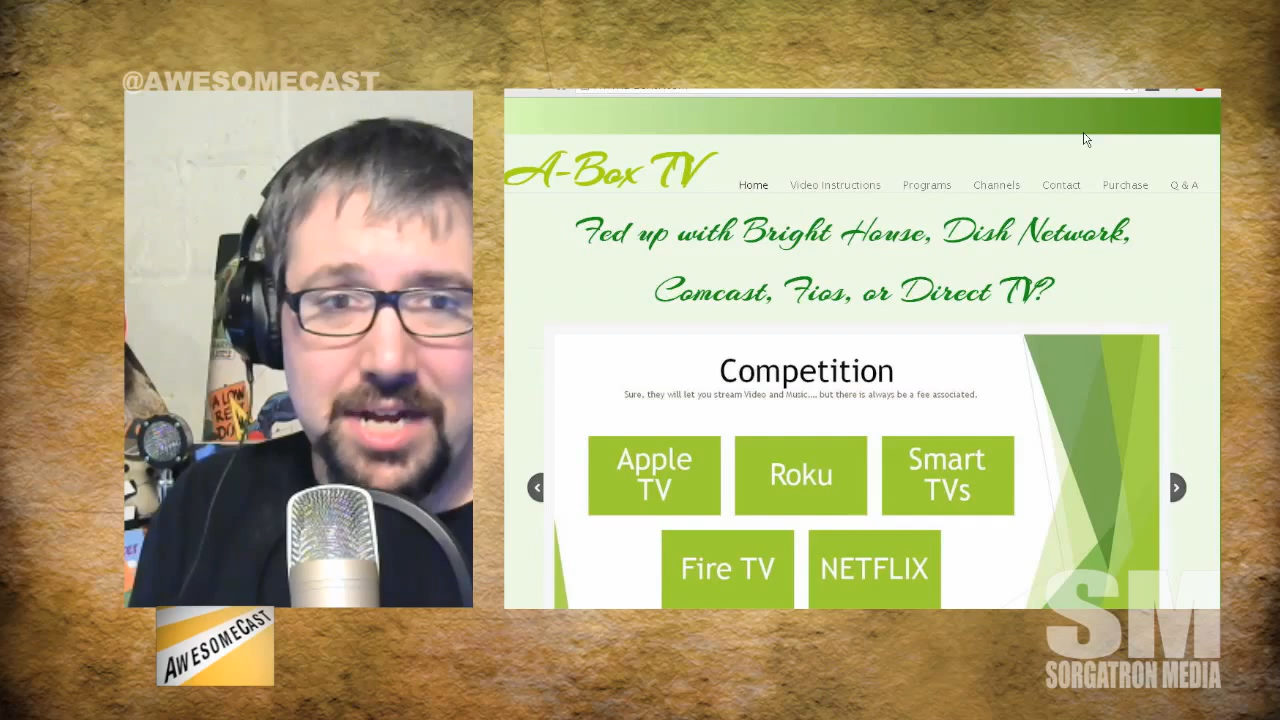 @AWESOMECAST
A-Box TV
Home Video Instructions Programs Channels Contact Purchase Q & A
Fed up with Bright House, Dish Network,
Comcast, Fios, or Direct TV?
Competition
Sure, they will let you stream Video and Music.... but there is always be a fee associated.
Apple
TV
Roku
Smart
TVs
Fire TV
NETFLIX
A LOW
AWESOMECAST
SM
SORGATRON MEDIA